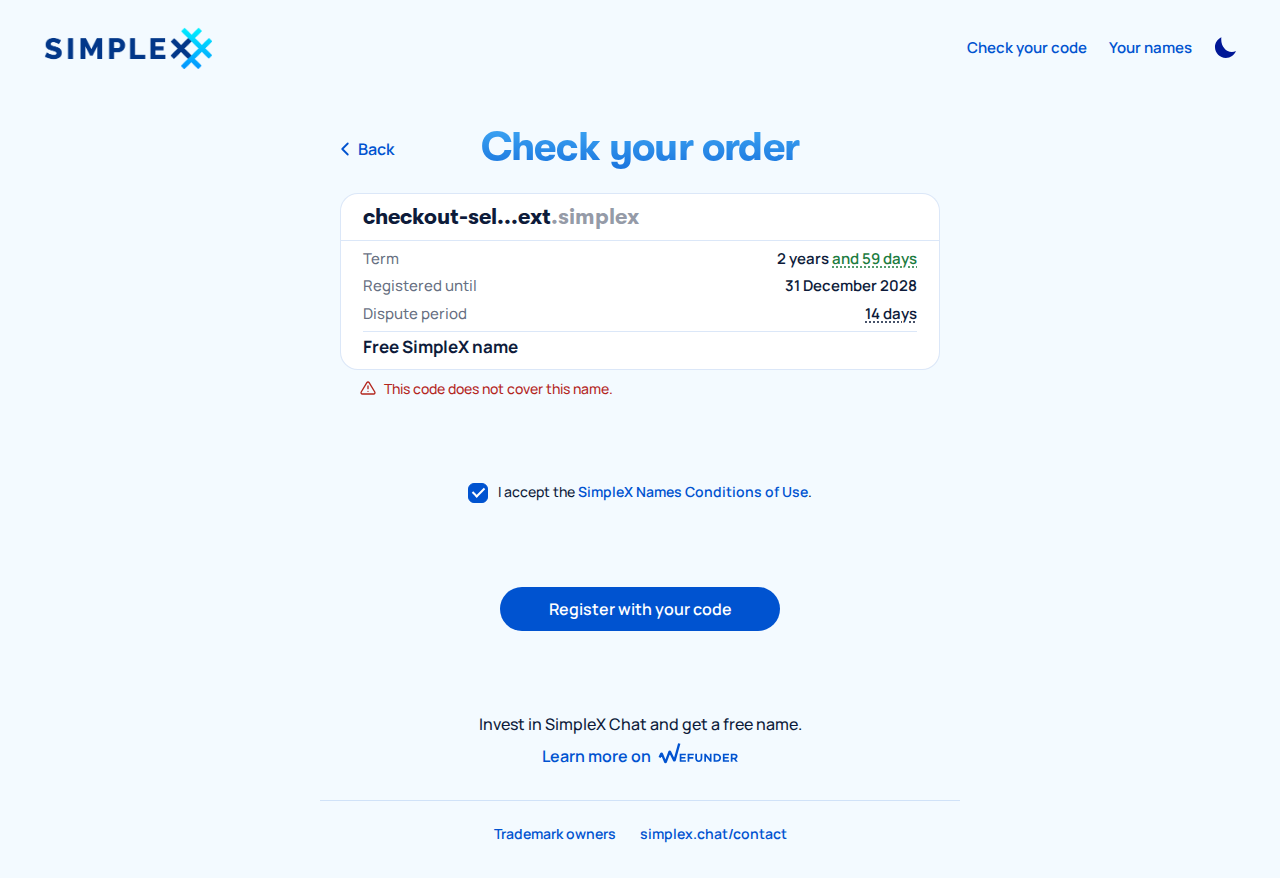 SIMPLEX
Check your code
Your names
Back
Check your order
checkout-sel...ext.simplex
Term
2 years and 59 days
Registered until
31 December 2028
Dispute period
14 days
Free SimpleX name
This code does not cover this name.
I accept the SimpleX Names Conditions of Use.
Register with your code
Invest in SimpleX Chat and get a free name.
Learn more on WEFUNDER
Trademark owners
simplex.chat/contact